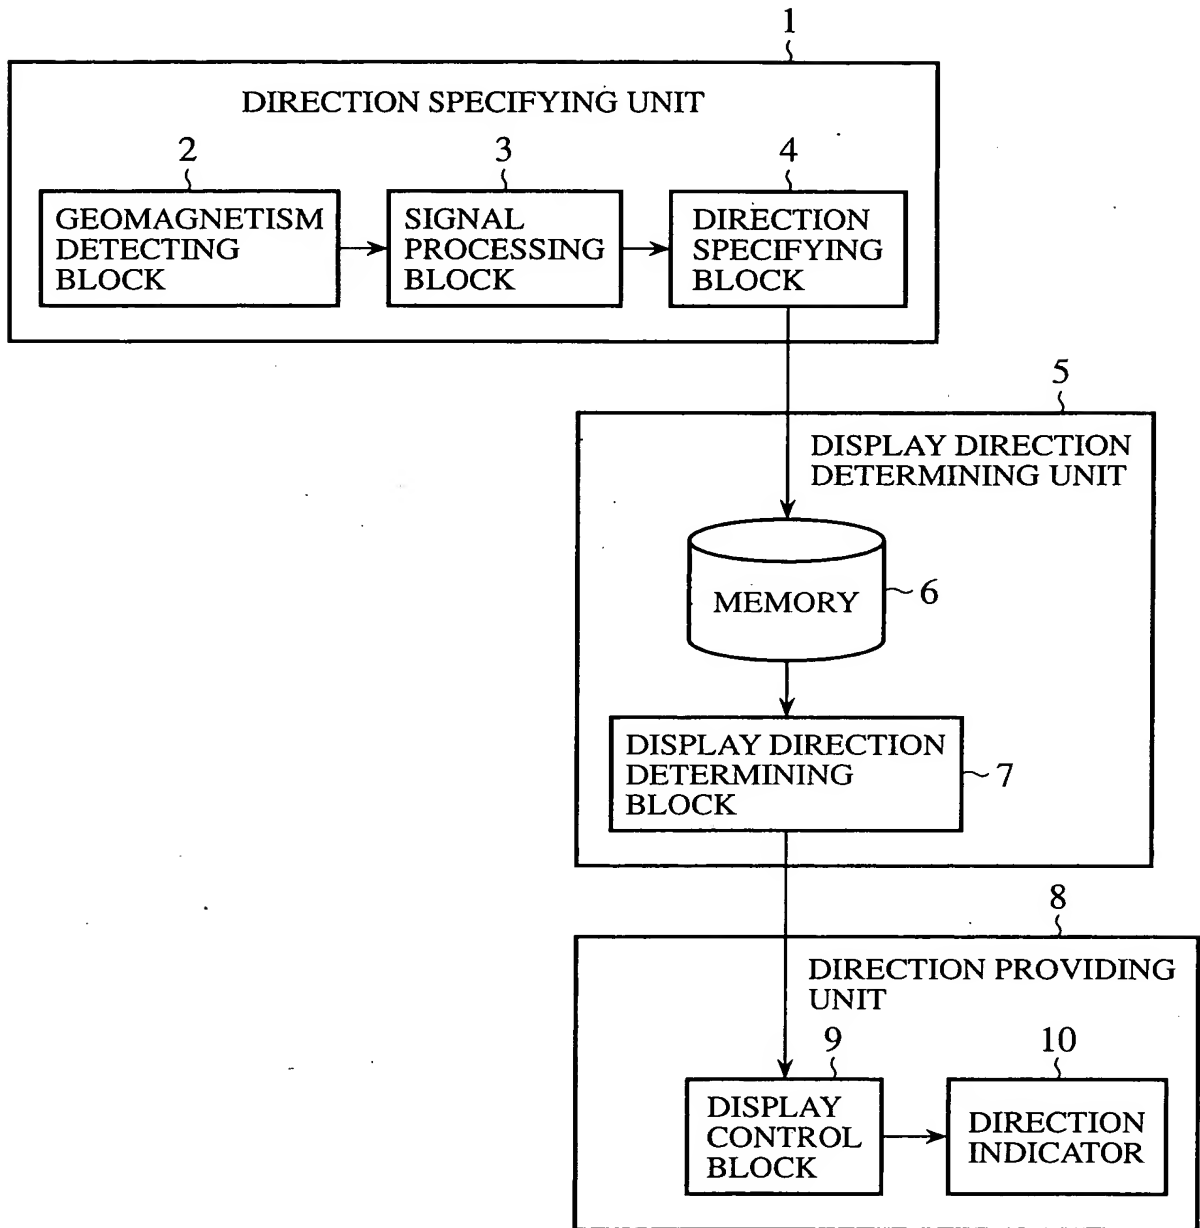 1
DIRECTION SPECIFYING UNIT
2
3
4
GEOMAGNETISM
DETECTING
BLOCK
SIGNAL
PROCESSING
BLOCK
DIRECTION
SPECIFYING
BLOCK
5
DISPLAY DIRECTION
DETERMINING UNIT
MEMORY
6
DISPLAY DIRECTION
DETERMINING
BLOCK
7
8
DIRECTION PROVIDING
UNIT
9
10
DISPLAY
CONTROL
BLOCK
DIRECTION
INDICATOR